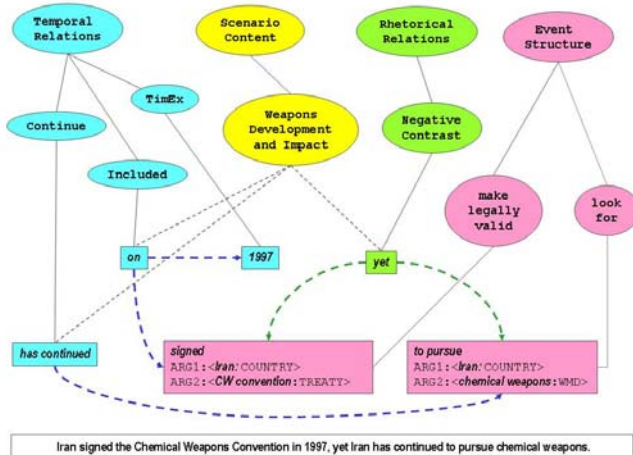 Temporal
Relations
Scenario
Content
Rhetorical
Relations
Event
Structure
TimEx
Continue
Weapons
Development
and Impact
Negative
Contrast
Included
make
legally
valid
look
for
on
1997
yet
has continued
signed
ARG1:<Iran:COUNTRY>
ARG2:<CW convention:TREATY>
to pursue
ARG1:<Iran:COUNTRY>
ARG2:<chemical weapons:WMD>
Iran signed the Chemical Weapons Convention in 1997, yet Iran has continued to pursue chemical weapons.